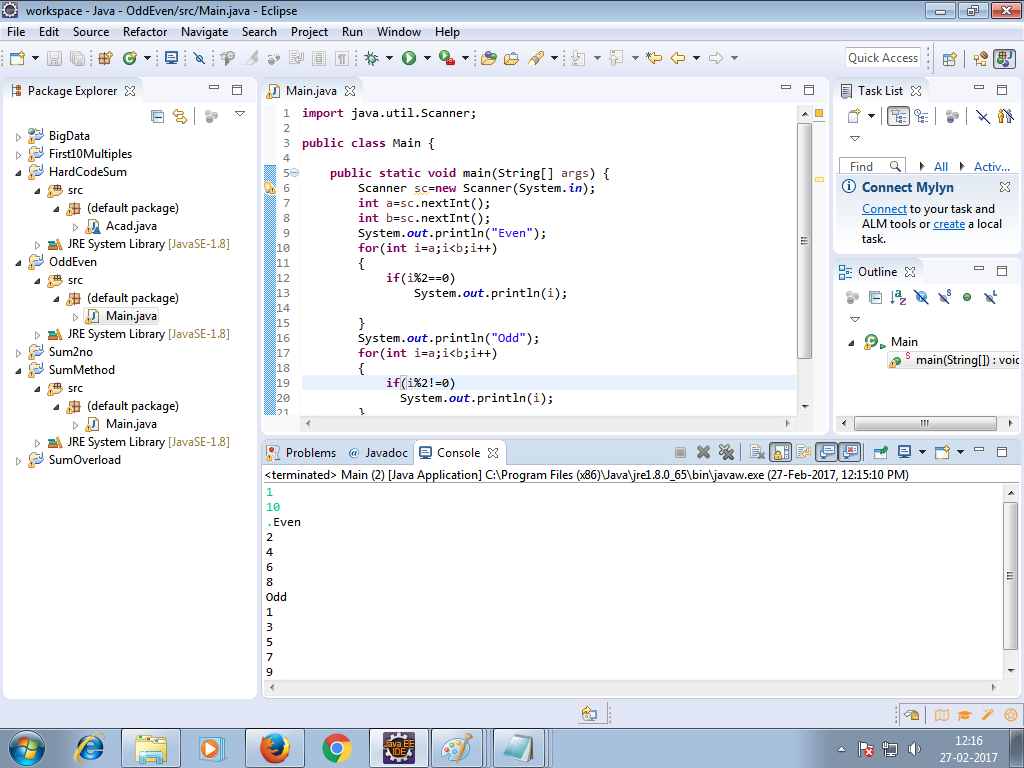 workspace - Java - OddEven/src/Main.java - Eclipse
File Edit Source Refactor Navigate Search Project Run Window Help
Quick Access
Package Explorer
BigData
First10Multiples
HardCodeSum
src
(default package)
Acad.java
JRE System Library [JavaSE-1.8]
OddEven
src
(default package)
Main.java
JRE System Library [JavaSE-1.8]
Sum2no
SumMethod
src
(default package)
Main.java
JRE System Library [JavaSE-1.8]
SumOverload
Main.java
1 import java.util.Scanner;
2
3 public class Main {
4
5 public static void main(String[] args) {
6 Scanner sc=new Scanner(System.in);
7 int a=sc.nextInt();
8 int b=sc.nextInt();
9 System.out.println("Even");
10 for(int i=a;i<b;i++)
11 {
12 if(i%2==0)
13 System.out.println(i);
14
15 }
16 System.out.println("Odd");
17 for(int i=a;i<b;i++)
18 {
19 if(i%2!=0)
20 System.out.println(i);
21 }
Task List
Find All Activ...
Connect Mylyn
Connect to your task and
ALM tools or create a local
task.
Outline
Main
main(String[]) : void
Problems @ Javadoc Console
<terminated> Main (2) [Java Application] C:\Program Files (x86)\Java\jre1.8.0_65\bin\javaw.exe (27-Feb-2017, 12:15:10 PM)
1
10
.Even
2
4
6
8
Odd
1
3
5
7
9
Java EE
IDE
12:16
27-02-2017